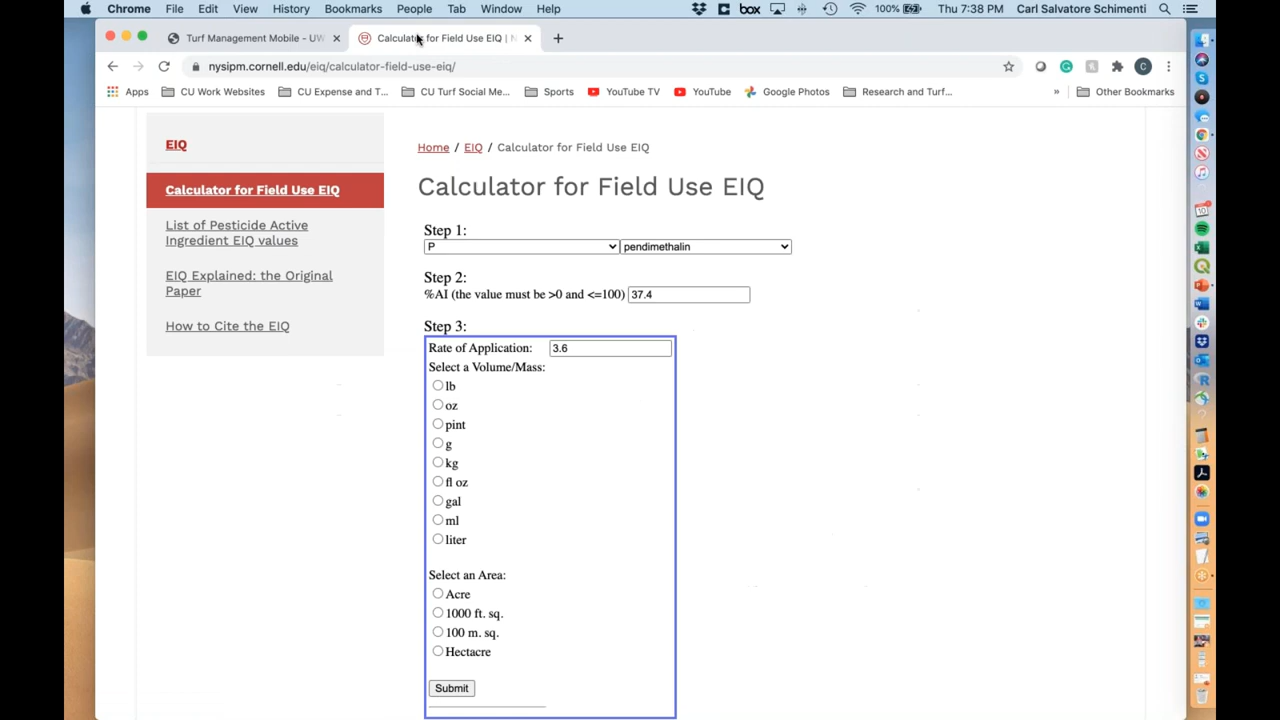 Chrome File Edit View History Bookmarks People Tab Window Help box 100% Thu 7:38 PM Carl Salvatore Schimenti
Turf Management Mobile - UW Calculator for Field Use EIQ | N
nysipm.cornell.edu/eiq/calculator-field-use-eiq/ C
Apps CU Work Websites CU Expense and T... CU Turf Social Me... Sports YouTube TV YouTube Google Photos Research and Turf... » Other Bookmarks
EIQ
Calculator for Field Use EIQ
List of Pesticide Active
Ingredient EIQ values
EIQ Explained: the Original
Paper
How to Cite the EIQ
Home / EIQ / Calculator for Field Use EIQ
Calculator for Field Use EIQ
Step 1:
P pendimethalin
Step 2:
%AI (the value must be >0 and <=100) 37.4
Step 3:
Rate of Application: 3.6
Select a Volume/Mass:
lb
oz
pint
g
kg
fl oz
gal
ml
liter
Select an Area:
Acre
1000 ft. sq.
100 m. sq.
Hectacre
Submit